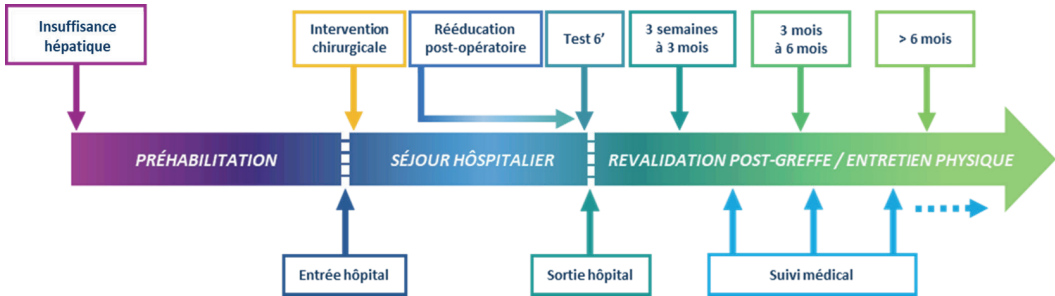 Insuffisance
hépatique
Intervention
chirurgicale
Rééducation
post-opératoire
Test 6’
3 semaines
à 3 mois
3 mois
à 6 mois
> 6 mois
PRÉHABILITATION
SÉJOUR HÔSPITALIER
REVALIDATION POST-GREFFE / ENTRETIEN PHYSIQUE
Entrée hôpital
Sortie hôpital
Suivi médical